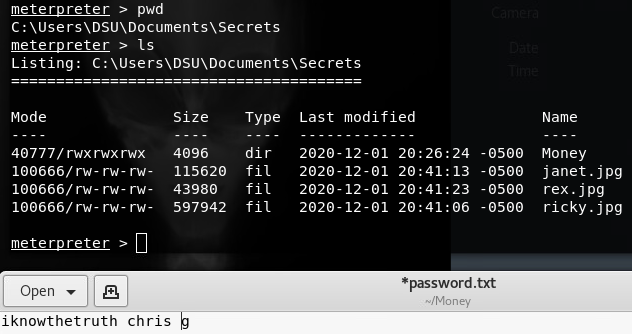 meterpreter > pwd
C:\Users\DSU\Documents\Secrets
meterpreter > ls
Listing: C:\Users\DSU\Documents\Secrets
=======================================
Mode Size Type Last modified Name
---- ---- ---- ------------- ----
40777/rwxrwxrwx 4096 dir 2020-12-01 20:26:24 -0500 Money
100666/rw-rw-rw- 115620 fil 2020-12-01 20:41:13 -0500 janet.jpg
100666/rw-rw-rw- 43980 fil 2020-12-01 20:41:23 -0500 rex.jpg
100666/rw-rw-rw- 597942 fil 2020-12-01 20:41:06 -0500 ricky.jpg
meterpreter >
Camera
Date
Time
Open
*password.txt
~/Money
iknowthetruth chris g